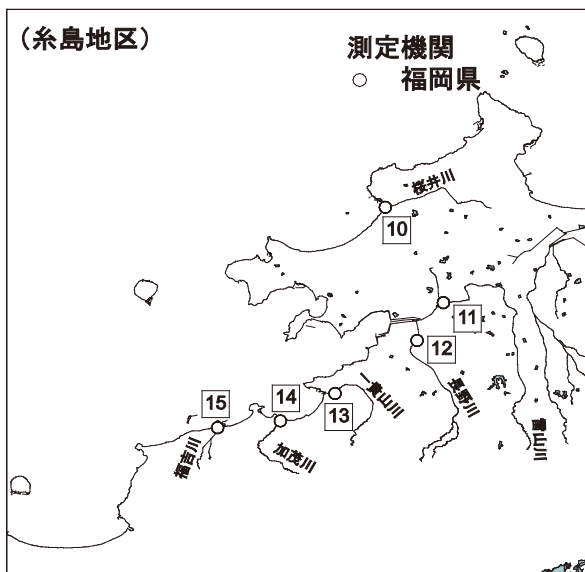 （糸島地区）
測定機関
○ 福岡県
桜井川
10
11
12
一貴山川
長野川
雷山川
15
14
13
福吉川
加茂川